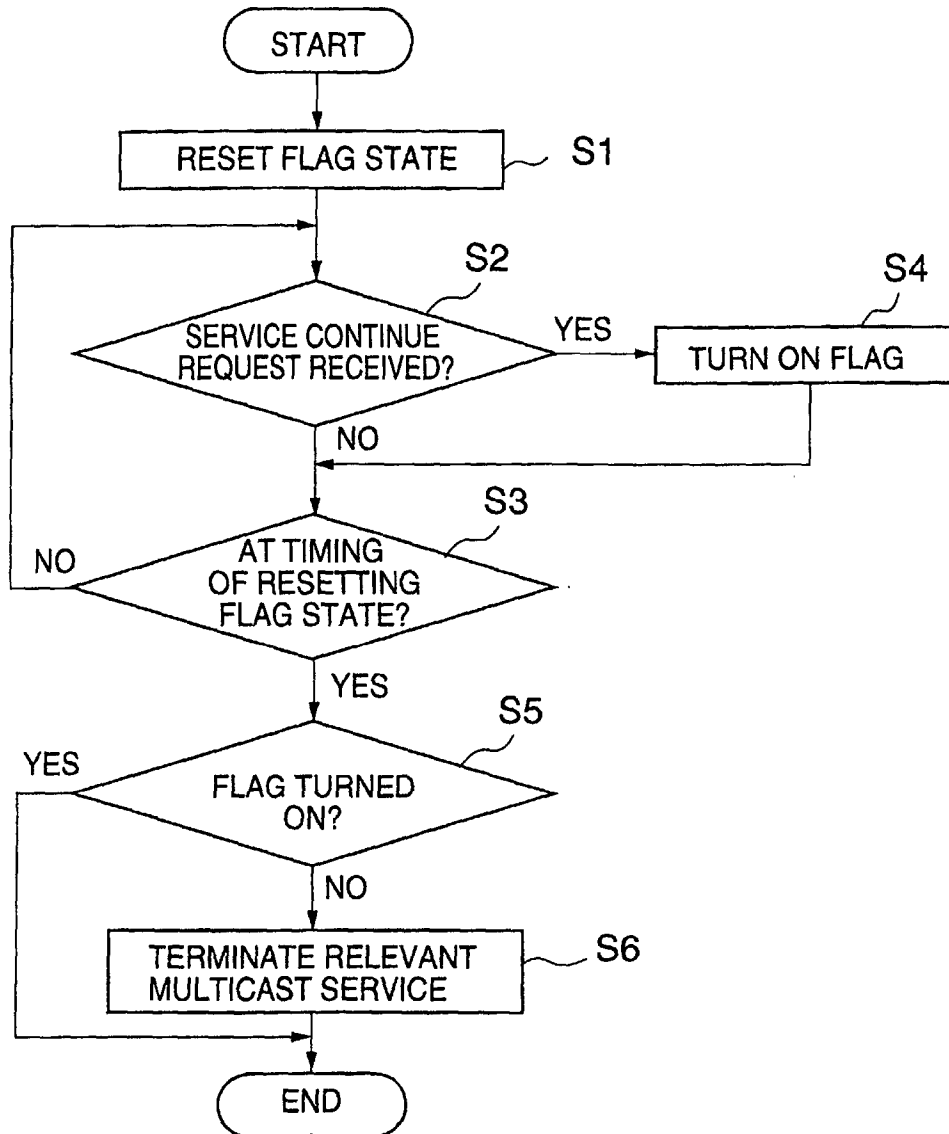 START
RESET FLAG STATE
S1
S2
SERVICE CONTINUE
REQUEST RECEIVED?
YES
S4
TURN ON FLAG
NO
S3
AT TIMING
OF RESETTING
FLAG STATE?
NO
YES
S5
YES
FLAG TURNED
ON?
NO
TERMINATE RELEVANT
MULTICAST SERVICE
S6
END